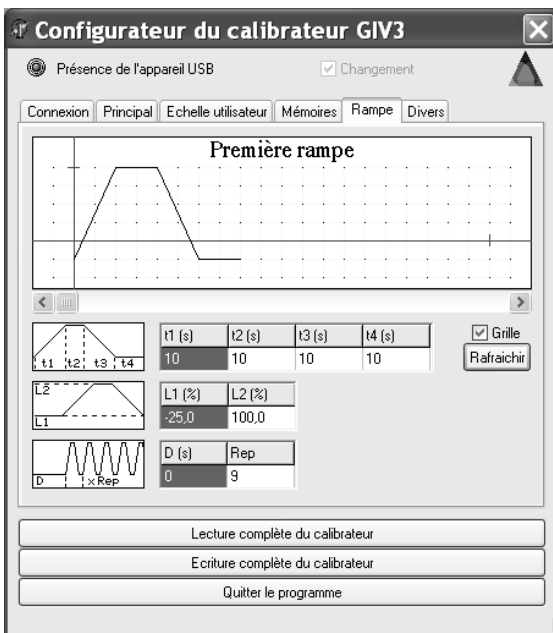 Configurateur du calibrateur GIV3
Présence de l'appareil USB Changement
Connexion Principal Echelle utilisateur Mémoires Rampe Divers
Première rampe
t1 (s) t2 (s) t3 (s) t4 (s) Grille
t1 t2 t3 t4 10 10 10 10 Rafraichir
L2 L1 (%) L2 (%)
L1 -25,0 100,0
D (s) Rep
D x Rep 0 9
Lecture complète du calibrateur
Ecriture complète du calibrateur
Quitter le programme